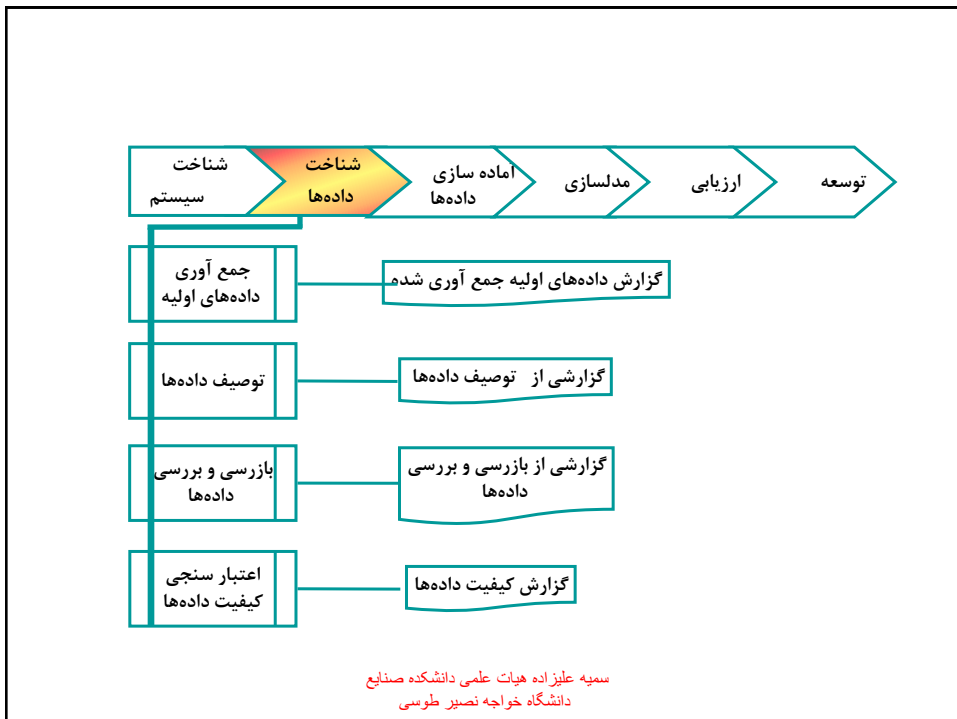 شناخت
سیستم
شناخت
داده‌ها
آماده سازی
داده‌ها
مدلسازی
ارزیابی
توسعه
جمع آوری
داده‌های اولیه
گزارش داده‌های اولیه جمع آوری شده
توصیف داده‌ها
گزارشی از توصیف داده‌ها
بازرسی و بررسی
داده‌ها
گزارشی از بازرسی و بررسی
داده‌ها
اعتبار سنجی
کیفیت داده‌ها
گزارش کیفیت داده‌ها
سمیه علیزاده هیات علمی دانشکده صنایع
دانشگاه خواجه نصیر طوسی